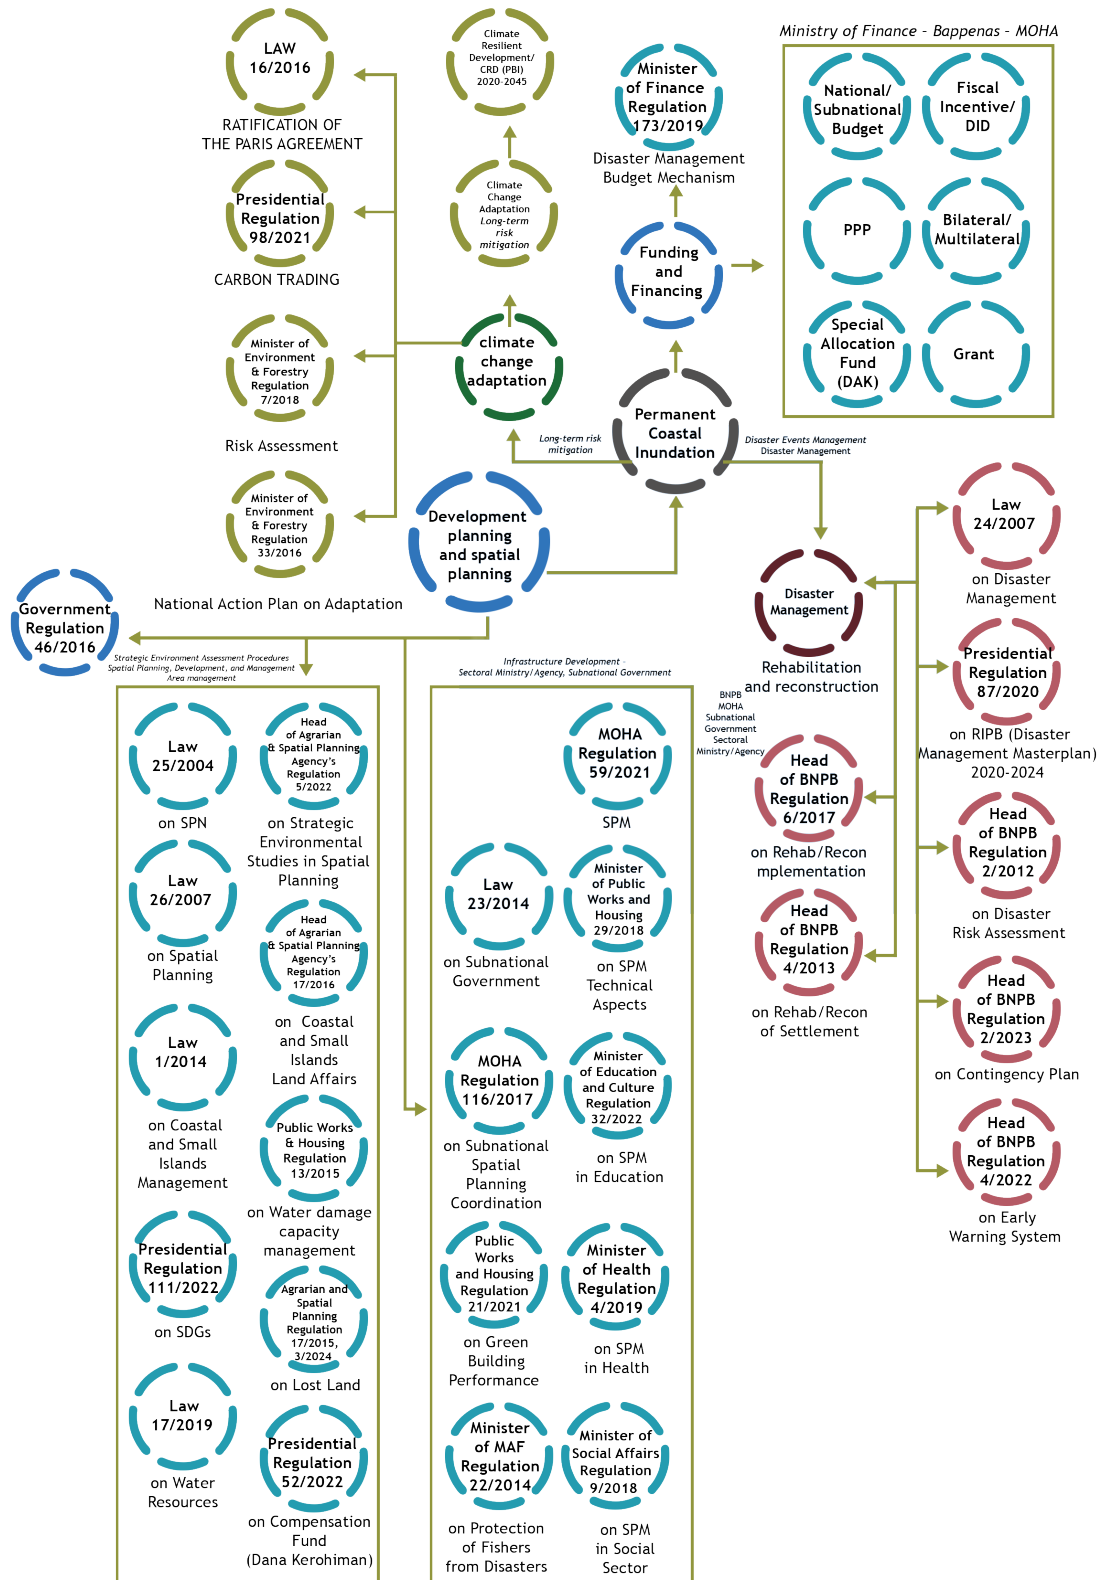 LAW
16/2016
RATIFICATION OF
THE PARIS AGREEMENT
Presidential
Regulation
98/2021
CARBON TRADING
Minister of
Environment
& Forestry
Regulation
7/2018
Risk Assessment
Minister of
Environment
& Forestry
Regulation
33/2016
National Action Plan on Adaptation
Climate
Resilient
Development/
CRD (PBI)
2020-2045
Climate
Change
Adaptation
Long-term
risk
mitigation
climate
change
adaptation
Minister
of Finance
Regulation
173/2019
Disaster Management
Budget Mechanism
Funding
and
Financing
Ministry of Finance - Bappenas - MOHA
National/
Subnational
Budget
Fiscal
Incentive/
DID
PPP
Bilateral/
Multilateral
Special
Allocation
Fund
(DAK)
Grant
Permanent
Coastal
Inundation
Long-term risk
mitigation
Disaster Events Management
Disaster Management
Development
planning
and spatial
planning
Government
Regulation
46/2016
Strategic Environment Assessment Procedures
Spatial Planning, Development, and Management
Area management
Infrastructure Development -
Sectoral Ministry/Agency, Subnational Government
Disaster
Management
Rehabilitation
and reconstruction
BNPB
MOHA
Subnational
Government
Sectoral
Ministry/Agency
Law
24/2007
on Disaster
Management
Presidential
Regulation
87/2020
on RIPB (Disaster
Management Masterplan)
2020-2024
Head
of BNPB
Regulation
2/2012
on Disaster
Risk Assessment
Head
of BNPB
Regulation
2/2023
on Contingency Plan
Head
of BNPB
Regulation
4/2022
on Early
Warning System
Head
of BNPB
Regulation
6/2017
on Rehab/Recon
mplementation
Head
of BNPB
Regulation
4/2013
on Rehab/Recon
of Settlement
Law
25/2004
on SPN
Law
26/2007
on Spatial
Planning
Law
1/2014
on Coastal
and Small
Islands
Management
Presidential
Regulation
111/2022
on SDGs
Law
17/2019
on Water
Resources
Head
of Agrarian
& Spatial Planning
Agency's
Regulation
5/2022
on Strategic
Environmental
Studies in Spatial
Planning
Head
of Agrarian
& Spatial Planning
Agency's
Regulation
17/2016
on Coastal
and Small
Islands
Land Affairs
Public Works
& Housing
Regulation
13/2015
on Water damage
capacity
management
Agrarian and
Spatial
Planning
Regulation
17/2015,
3/2024
on Lost Land
Presidential
Regulation
52/2022
on Compensation
Fund
(Dana Kerohiman)
MOHA
Regulation
59/2021
SPM
Law
23/2014
on Subnational
Government
Minister
of Public
Works and
Housing
29/2018
on SPM
Technical
Aspects
MOHA
Regulation
116/2017
on Subnational
Spatial
Planning
Coordination
Minister
of Education
and Culture
Regulation
32/2022
on SPM
in Education
Public
Works
and Housing
Regulation
21/2021
on Green
Building
Performance
Minister
of Health
Regulation
4/2019
on SPM
in Health
Minister
of MAF
Regulation
22/2014
on Protection
of Fishers
from Disasters
Minister of
Social Affairs
Regulation
9/2018
on SPM
in Social
Sector